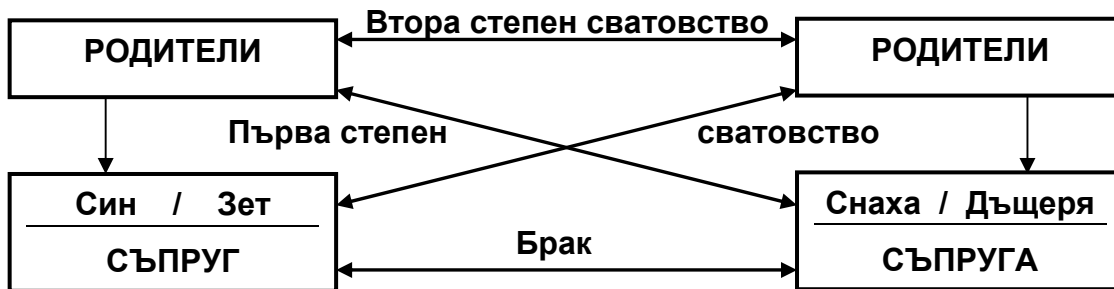 Втора степен сватовство
РОДИТЕЛИ
РОДИТЕЛИ
Първа степен
сватовство
Син / Зет
СЪПРУГ
Снаха / Дъщеря
СЪПРУГА
Брак